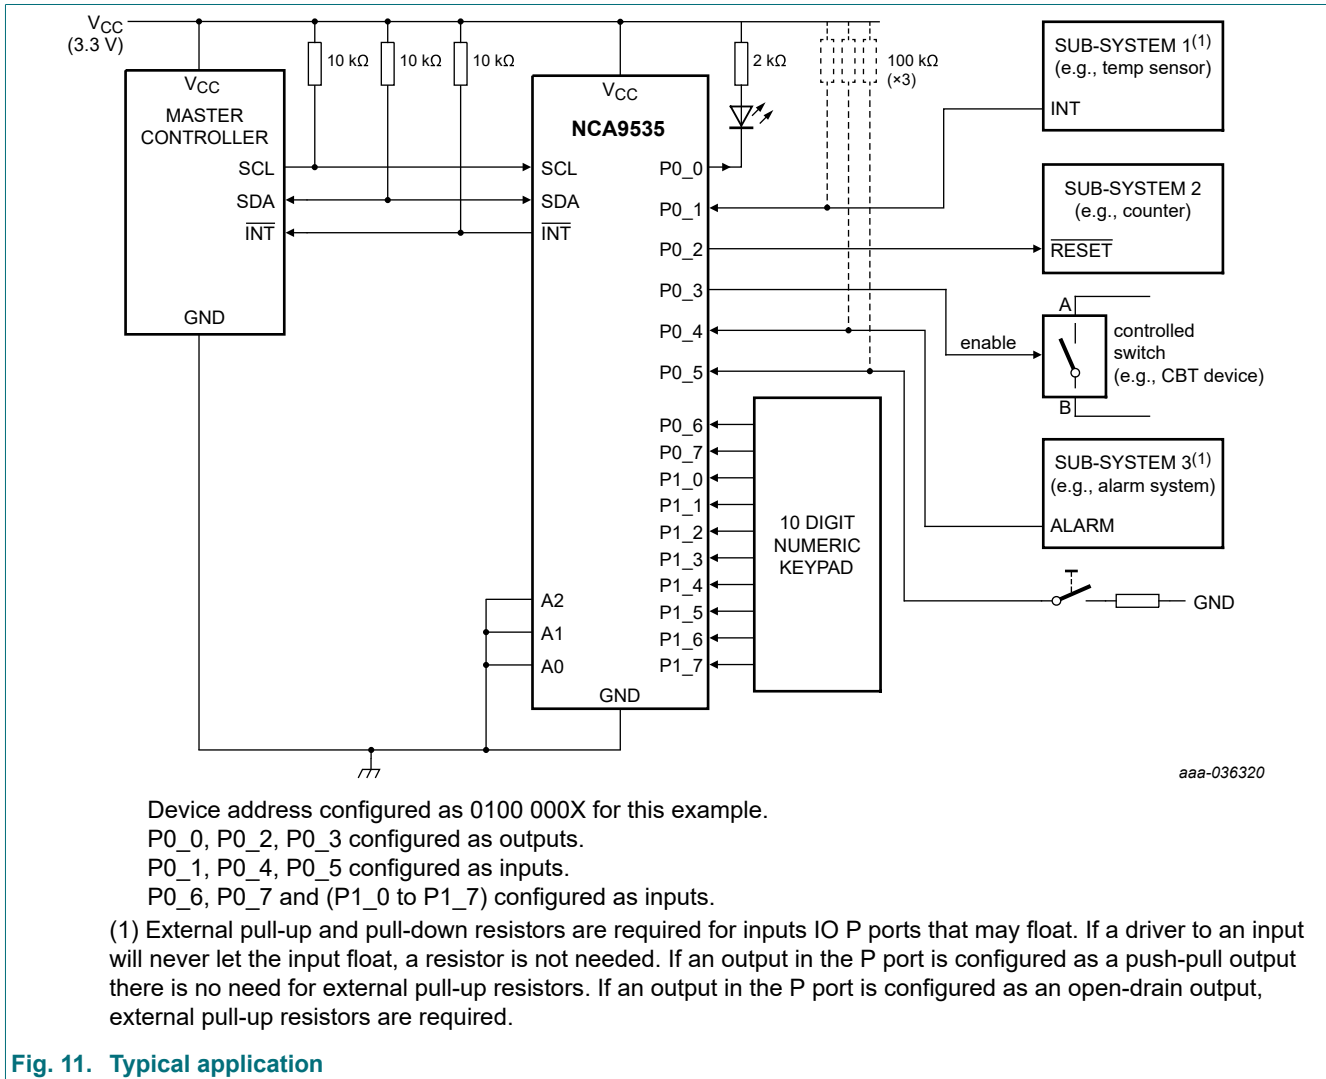 VCC
(3.3 V)
10 kΩ
10 kΩ
10 kΩ
2 kΩ
100 kΩ
(×3)
VCC
MASTER
CONTROLLER
SCL
SDA
INT
GND
VCC
NCA9535
SCL
SDA
INT
A2
A1
A0
GND
P0_0
P0_1
P0_2
P0_3
P0_4
P0_5
P0_6
P0_7
P1_0
P1_1
P1_2
P1_3
P1_4
P1_5
P1_6
P1_7
10 DIGIT
NUMERIC
KEYPAD
SUB-SYSTEM 1(1)
(e.g., temp sensor)
INT
SUB-SYSTEM 2
(e.g., counter)
RESET
A
enable
controlled
switch
(e.g., CBT device)
B
SUB-SYSTEM 3(1)
(e.g., alarm system)
ALARM
GND
aaa-036320
Device address configured as 0100 000X for this example.
P0_0, P0_2, P0_3 configured as outputs.
P0_1, P0_4, P0_5 configured as inputs.
P0_6, P0_7 and (P1_0 to P1_7) configured as inputs.
(1) External pull-up and pull-down resistors are required for inputs IO P ports that may float. If a driver to an input
will never let the input float, a resistor is not needed. If an output in the P port is configured as a push-pull output
there is no need for external pull-up resistors. If an output in the P port is configured as an open-drain output,
external pull-up resistors are required.
Fig. 11. Typical application